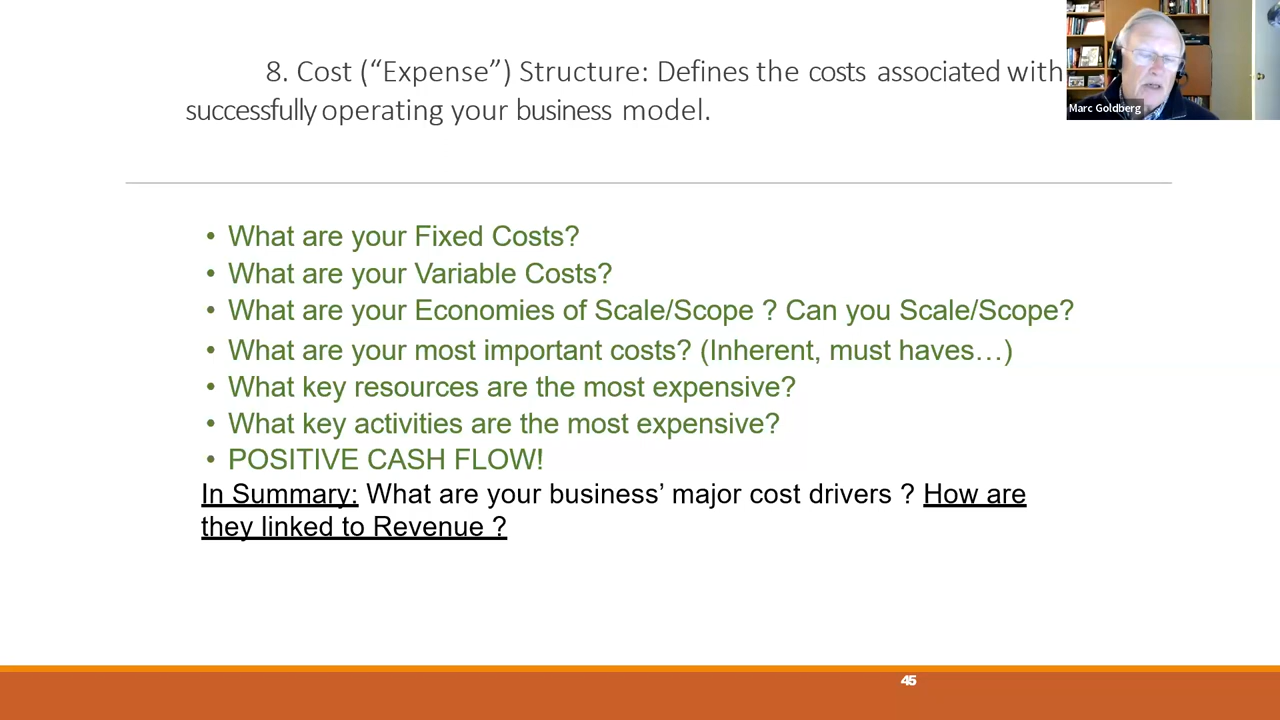 8. Cost (“Expense”) Structure: Defines the costs associated with
successfully operating your business model.
Marc Goldberg
• What are your Fixed Costs?
• What are your Variable Costs?
• What are your Economies of Scale/Scope ? Can you Scale/Scope?
• What are your most important costs? (Inherent, must haves…)
• What key resources are the most expensive?
• What key activities are the most expensive?
• POSITIVE CASH FLOW!
In Summary: What are your business’ major cost drivers ? How are
they linked to Revenue ?
45